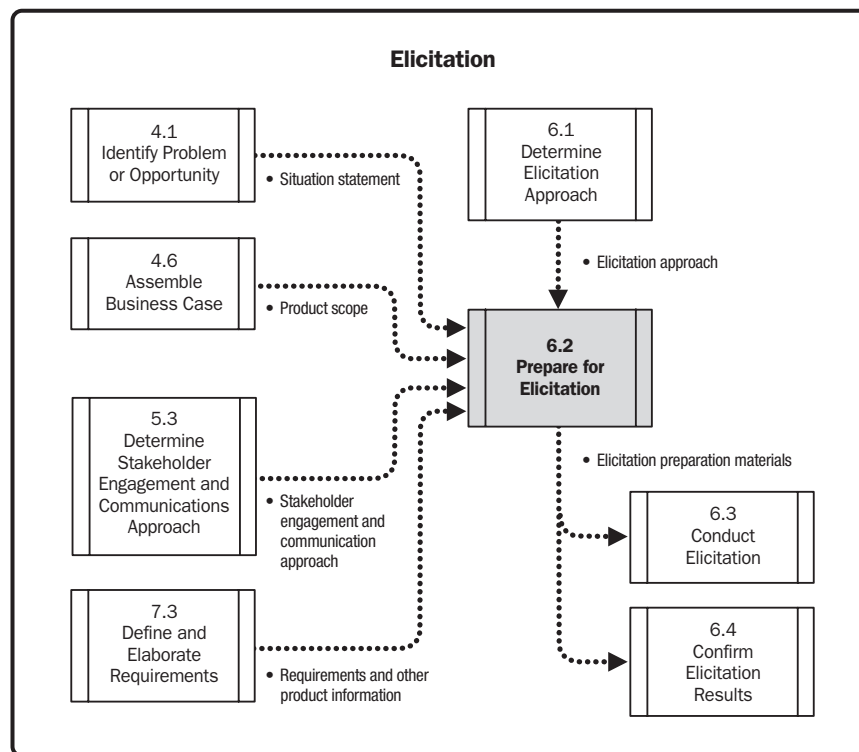 Elicitation
4.1
Identify Problem
or Opportunity
• Situation statement
4.6
Assemble
Business Case
• Product scope
5.3
Determine
Stakeholder
Engagement and
Communications
Approach
• Stakeholder
engagement and
communication
approach
7.3
Define and
Elaborate
Requirements
• Requirements and other
product information
6.1
Determine
Elicitation
Approach
• Elicitation approach
6.2
Prepare for
Elicitation
• Elicitation preparation materials
6.3
Conduct
Elicitation
6.4
Confirm
Elicitation
Results